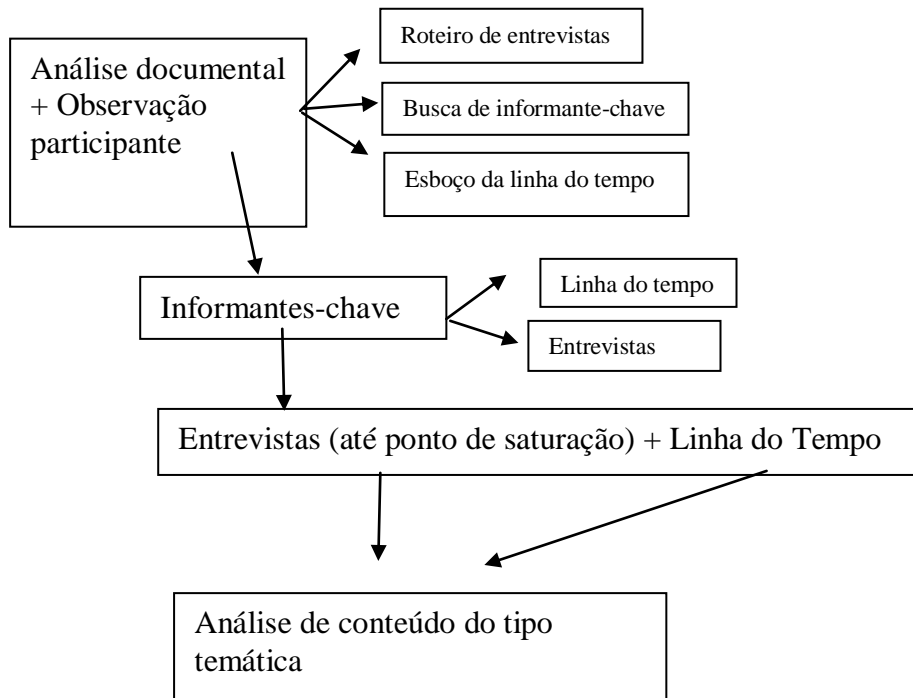 Análise documental
+ Observação
participante
Roteiro de entrevistas
Busca de informante-chave
Esboço da linha do tempo
Informantes-chave
Linha do tempo
Entrevistas
Entrevistas (até ponto de saturação) + Linha do Tempo
Análise de conteúdo do tipo
temática